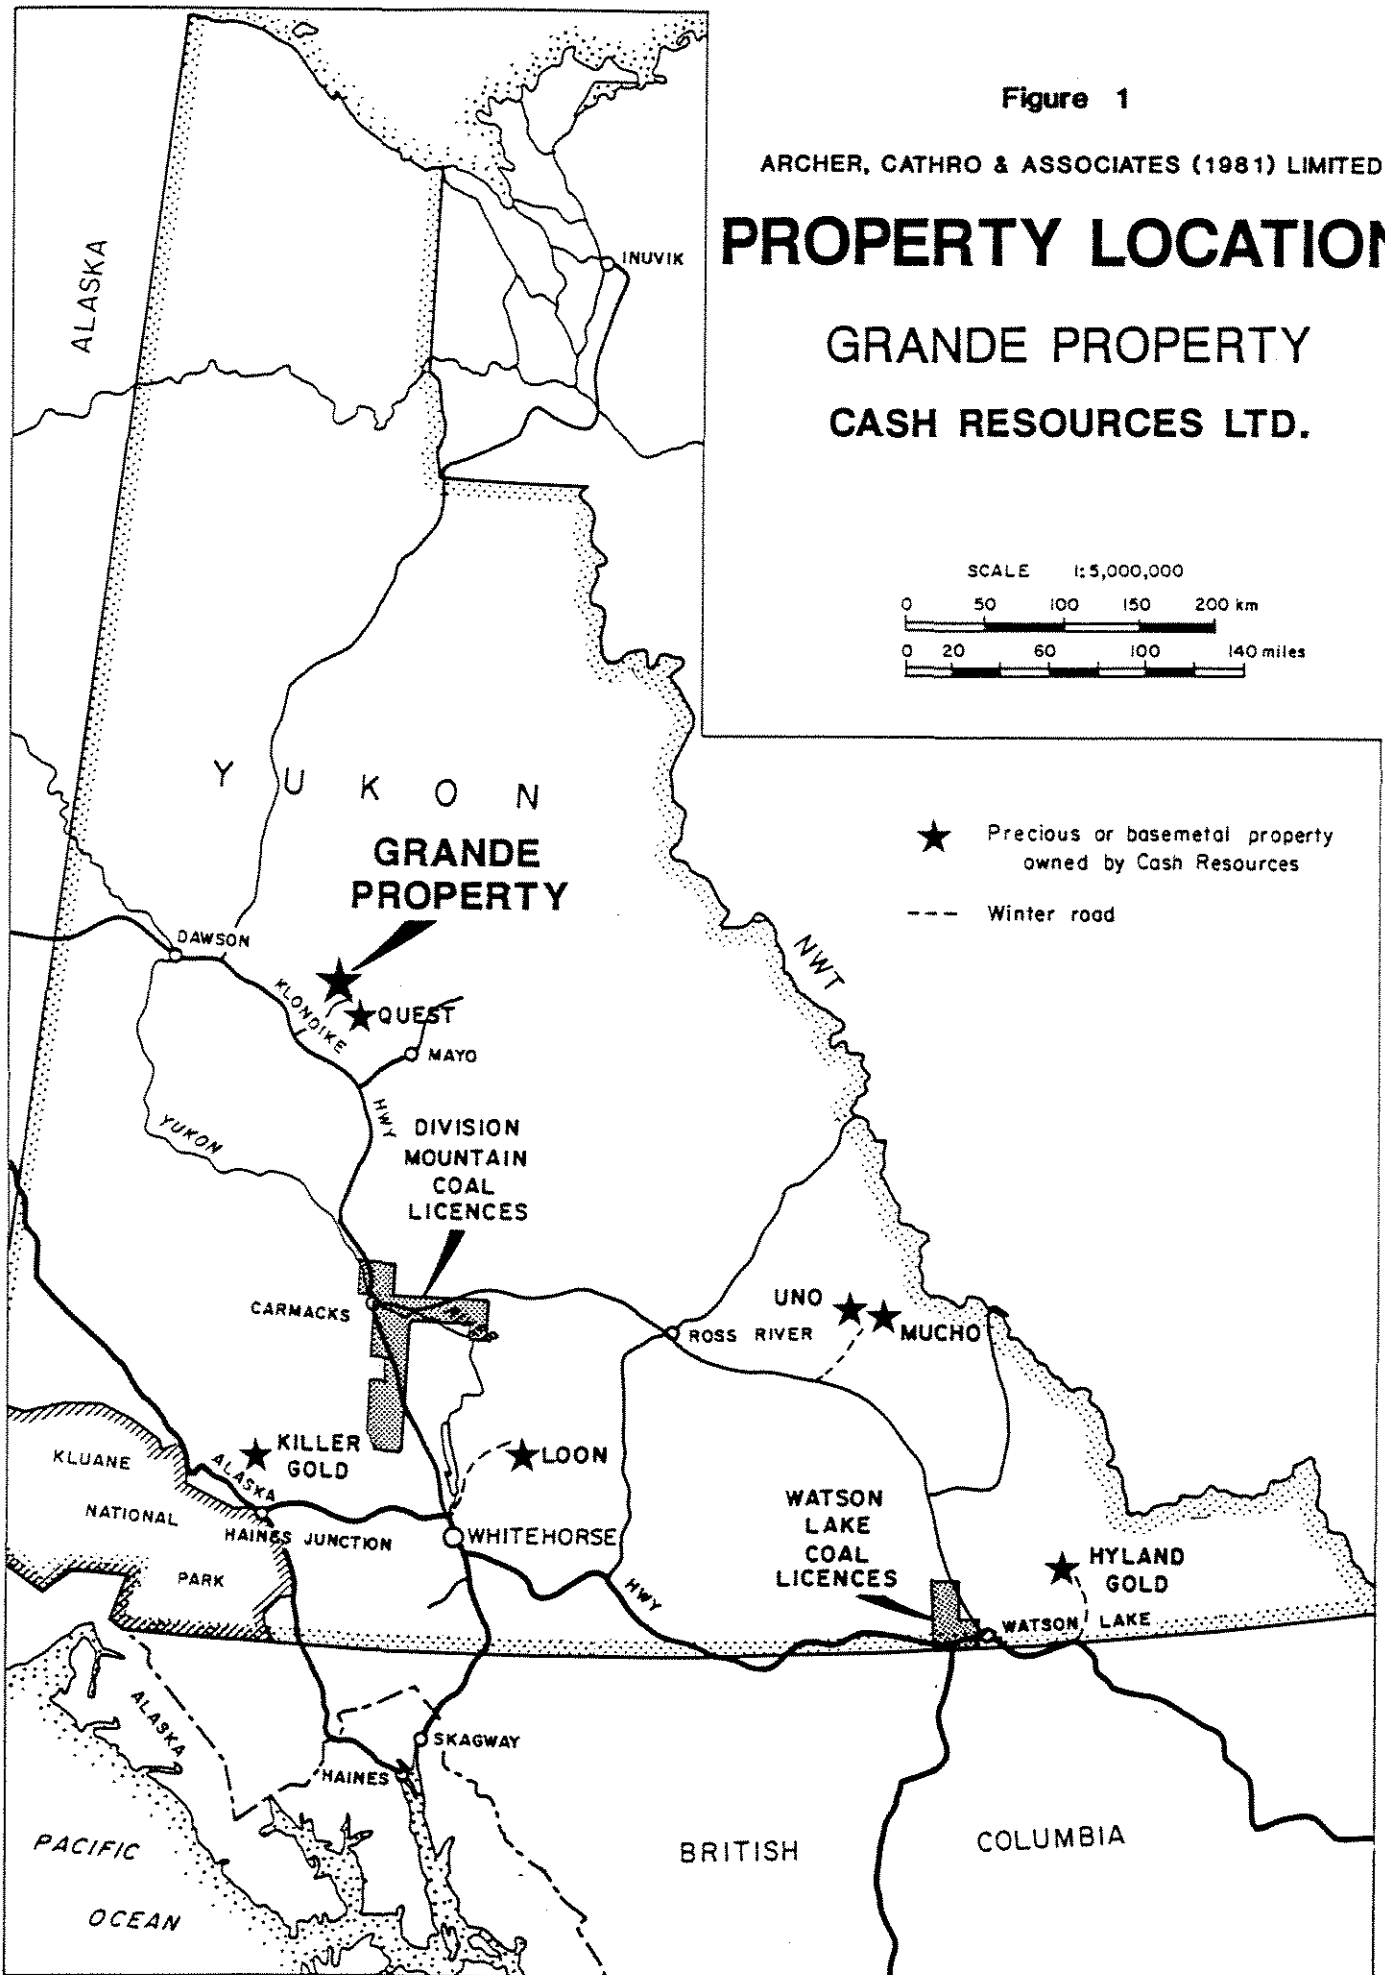 Figure 1
ARCHER, CATHRO & ASSOCIATES (1981) LIMITED
PROPERTY LOCATION
GRANDE PROPERTY
CASH RESOURCES LTD.
SCALE 1:5,000,000
0 50 100 150 200 km
0 20 60 100 140 miles
Precious or basemetal property
owned by Cash Resources
Winter road
ALASKA
INUVIK
YUKON
GRANDE
PROPERTY
DAWSON
KLONDIKE
QUEST
MAYO
HWY
NWT
YUKON
DIVISION
MOUNTAIN
COAL
LICENCES
CARMACKS
UNO
MUCHO
ROSS RIVER
KILLER
GOLD
LOON
KLUANE
NATIONAL
PARK
ALASKA
HAINES JUNCTION
WHITEHORSE
HWY
WATSON
LAKE
COAL
LICENCES
HYLAND
GOLD
WATSON LAKE
ALASKA
SKAGWAY
HAINES
PACIFIC
OCEAN
BRITISH
COLUMBIA